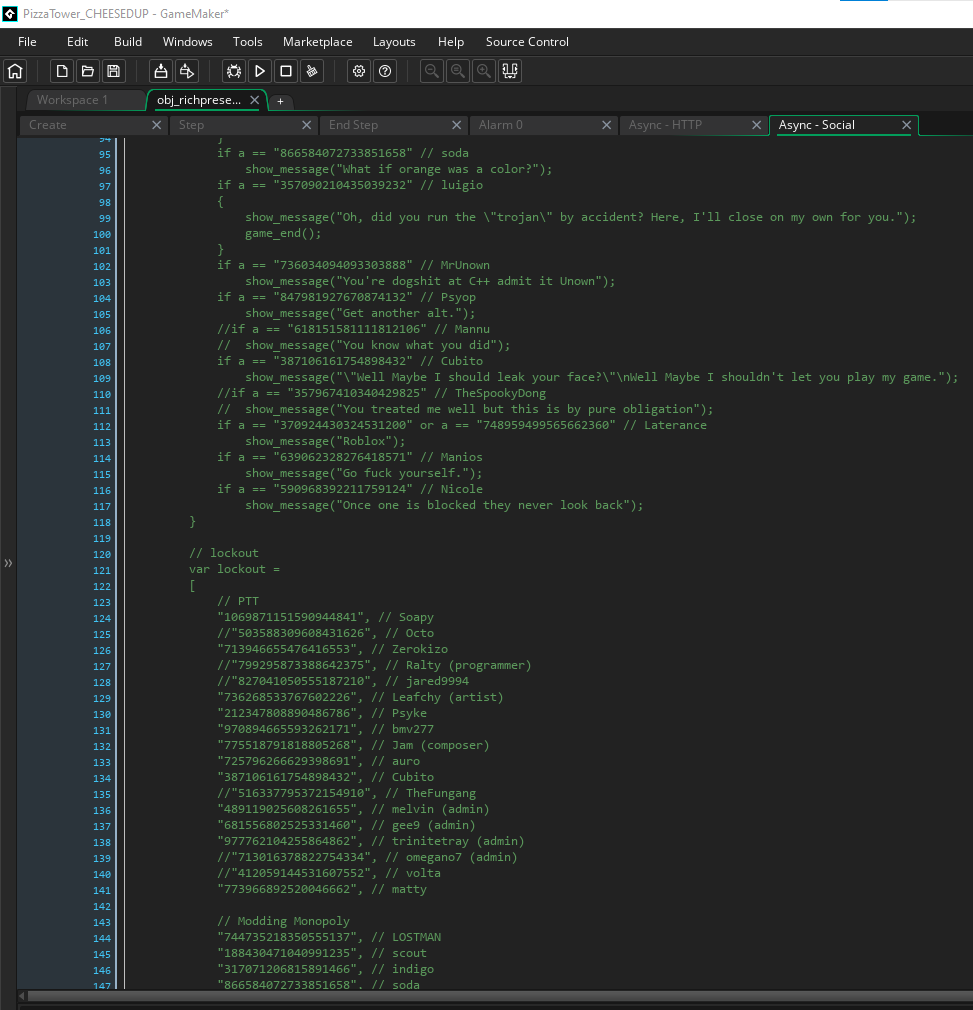 PizzaTower_CHEESEDUP - GameMaker*
File Edit Build Windows Tools Marketplace Layouts Help Source Control
Workspace 1 obj_richprese... +
Create Step End Step Alarm 0 Async - HTTP Async - Social
94 }
95 if a == "866584072733851658" // soda
96 show_message("What if orange was a color?");
97 if a == "357090210435039232" // luigio
98 {
99 show_message("Oh, did you run the \"trojan\" by accident? Here, I'll close on my own for you.");
100 game_end();
101 }
102 if a == "736034094093303888" // MrUnown
103 show_message("You're dogshit at C++ admit it Unown");
104 if a == "847981927670874132" // Psyop
105 show_message("Get another alt.");
106 //if a == "618151581111812106" // Mannu
107 // show_message("You know what you did");
108 if a == "387106161754898432" // Cubito
109 show_message("\"Well Maybe I should leak your face?\"\nWell Maybe I shouldn't let you play my game.");
110 //if a == "357967410340429825" // TheSpookyDong
111 // show_message("You treated me well but this is by pure obligation");
112 if a == "370924430324531200" or a == "748959499565662360" // Laterance
113 show_message("Roblox");
114 if a == "639062328276418571" // Manios
115 show_message("Go fuck yourself.");
116 if a == "590968392211759124" // Nicole
117 show_message("Once one is blocked they never look back");
118 }
119
120 // lockout
121 var lockout =
122 [
123 // PTT
124 "1069871151590944841", // Soapy
125 //"503588309608431626", // Octo
126 "713946655476416553", // Zerokizo
127 //"799295873388642375", // Ralty (programmer)
128 //"827041050555187210", // jared9994
129 "736268533767602226", // Leafchy (artist)
130 "212347808890486786", // Psyke
131 "970894665593262171", // bmv277
132 "775518791818805268", // Jam (composer)
133 "725796266629398691", // auro
134 "387106161754898432", // Cubito
135 //"516337795372154910", // TheFungang
136 "489119025608261655", // melvin (admin)
137 "681556802525331460", // gee9 (admin)
138 "977762104255864862", // trinitetray (admin)
139 //"713016378822754334", // omegano7 (admin)
140 //"412059144531607552", // volta
141 "773966892520046662", // matty
142
143 // Modding Monopoly
144 "744735218350555137", // LOSTMAN
145 "188430471040991235", // scout
146 "317071206815891466", // indigo
147 "866584072733851658", // soda